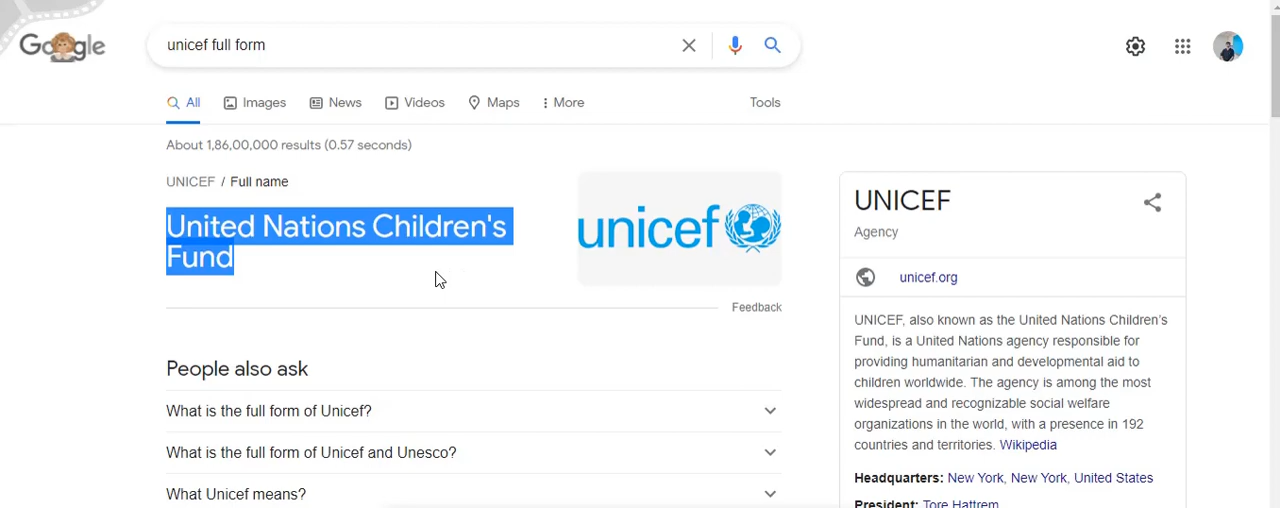 Google
unicef full form
All
Images
News
Videos
Maps
More
Tools
About 1,86,00,000 results (0.57 seconds)
UNICEF / Full name
United Nations Children's
Fund
unicef
Feedback
People also ask
What is the full form of Unicef?
What is the full form of Unicef and Unesco?
What Unicef means?
UNICEF
Agency
unicef.org
UNICEF, also known as the United Nations Children's
Fund, is a United Nations agency responsible for
providing humanitarian and developmental aid to
children worldwide. The agency is among the most
widespread and recognizable social welfare
organizations in the world, with a presence in 192
countries and territories. Wikipedia
Headquarters: New York, New York, United States
President: Tore Hattrem